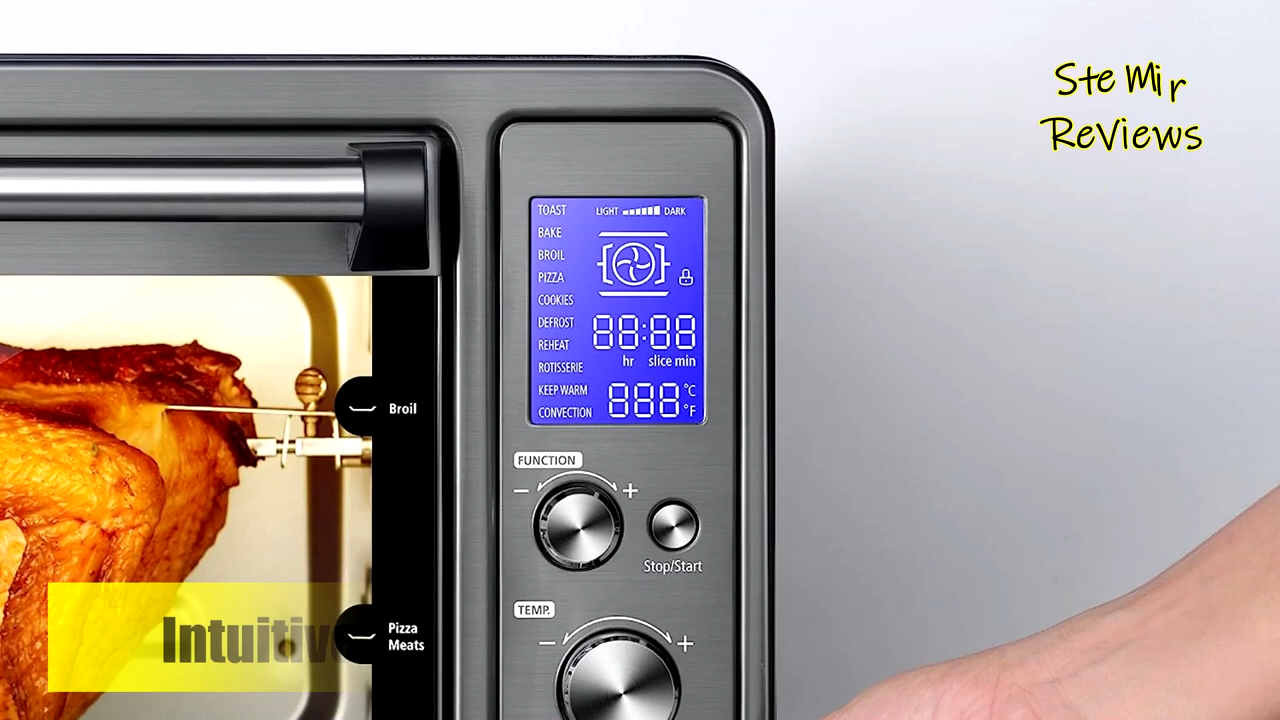 Ste Mir
Reviews
TOAST
LIGHT DARK
BAKE
BROIL
PIZZA
COOKIES
DEFROST
88:88
REHEAT
hr slice min
ROTISSERIE
KEEP WARM
888 °C
°F
CONVECTION
Broil
FUNCTION
− +
Stop/Start
TEMP.
− +
Pizza
Meats
Intuitive